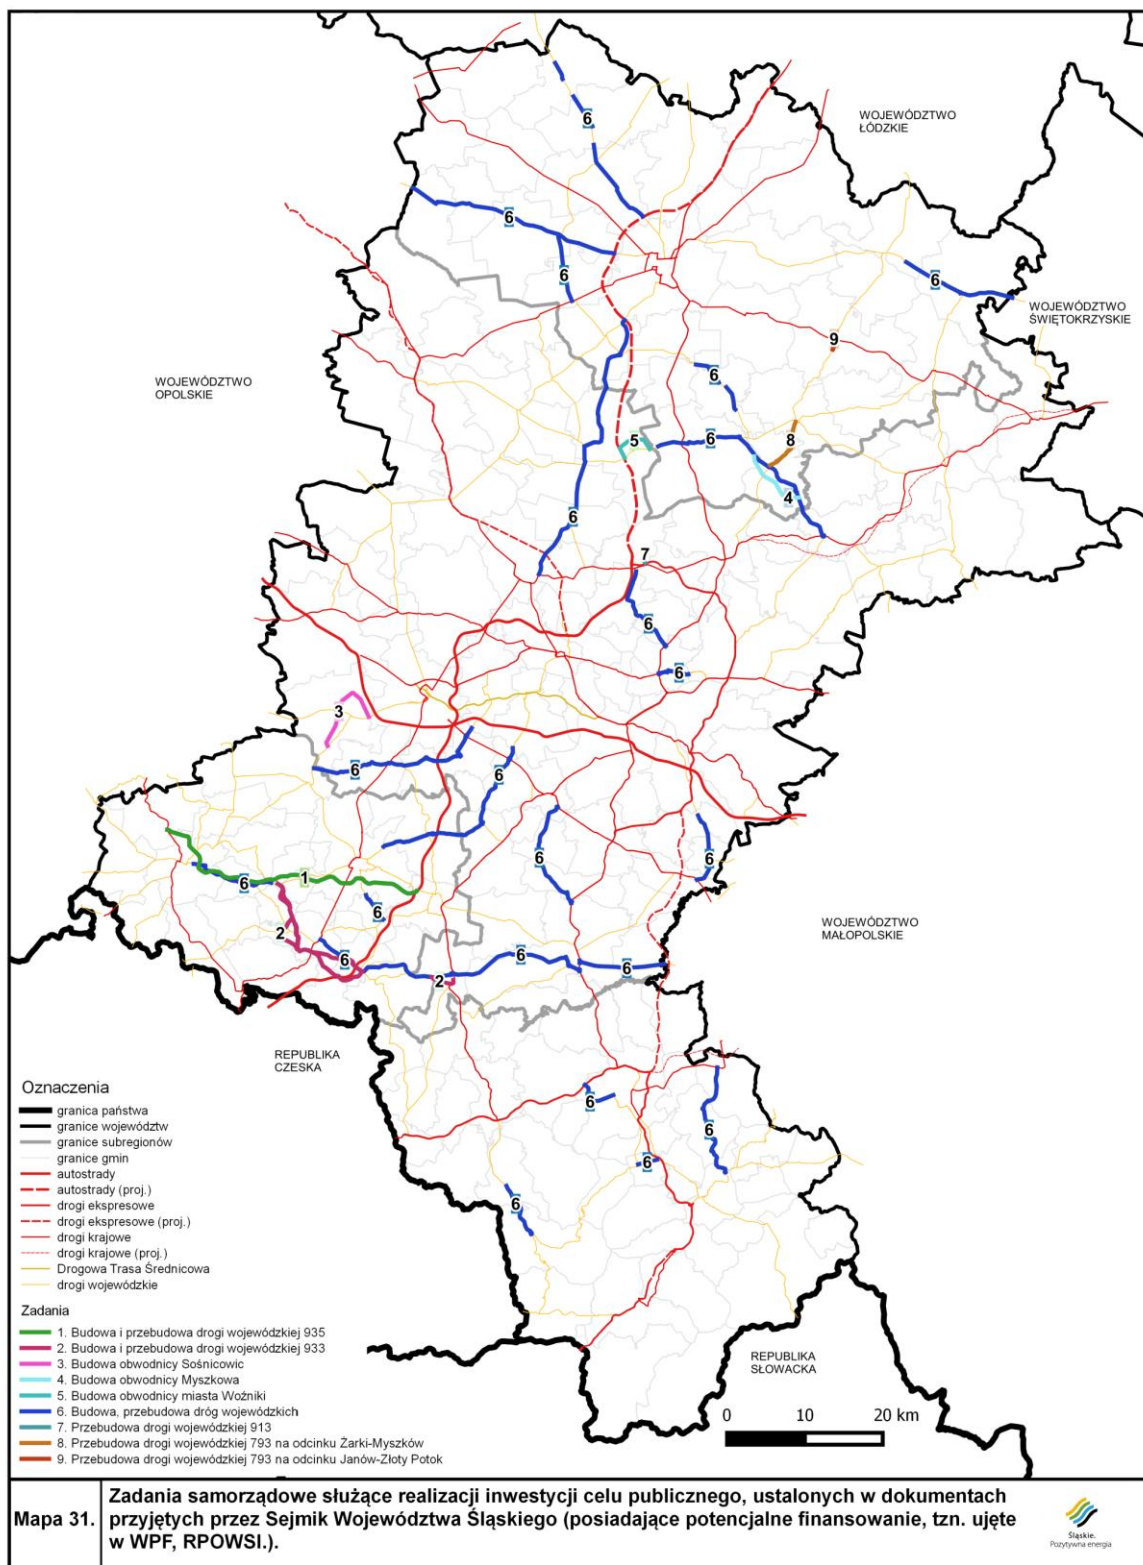 WOJEWÓDZTWO
ŁÓDZKIE
6
6
6
6
WOJEWÓDZTWO
ŚWIĘTOKRZYSKIE
9
WOJEWÓDZTWO
OPOLSKIE
6
5
6
8
4
6
7
6
6
3
6
6
6
6
1
6
6
2
WOJEWÓDZTWO
MAŁOPOLSKIE
6
6
6
2
REPUBLIKA
CZESKA
6
6
6
6
REPUBLIKA
SŁOWACKA
Oznaczenia
granica państwa
granice województw
granice subregionów
granice gmin
autostrady
autostrady (proj.)
drogi ekspresowe
drogi ekspresowe (proj.)
drogi krajowe
drogi krajowe (proj.)
Drogowa Trasa Średnicowa
drogi wojewódzkie
Zadania
1. Budowa i przebudowa drogi wojewódzkiej 935
2. Budowa i przebudowa drogi wojewódzkiej 933
3. Budowa obwodnicy Sośnicowic
4. Budowa obwodnicy Myszkowa
5. Budowa obwodnicy miasta Woźniki
6. Budowa, przebudowa dróg wojewódzkich
7. Przebudowa drogi wojewódzkiej 913
8. Przebudowa drogi wojewódzkiej 793 na odcinku Żarki-Myszków
9. Przebudowa drogi wojewódzkiej 793 na odcinku Janów-Złoty Potok
0 10 20 km
Mapa 31.
Zadania samorządowe służące realizacji inwestycji celu publicznego, ustalonych w dokumentach
przyjętych przez Sejmik Województwa Śląskiego (posiadające potencjalne finansowanie, tzn. ujęte
w WPF, RPOWSl.).
Śląskie.
Pozytywna energia